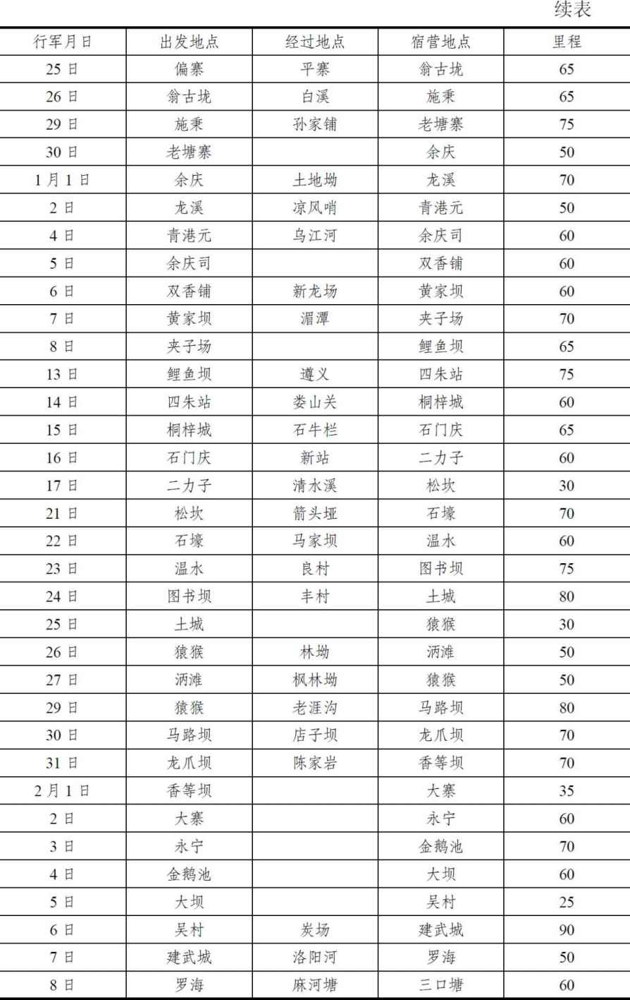 续表
行军月日 出发地点 经过地点 宿营地点 里程
25 日 偏寨 平寨 翁古垅 65
26 日 翁古垅 白溪 施秉 65
29 日 施秉 孙家铺 老塘寨 75
30 日 老塘寨 余庆 50
1 月 1 日 余庆 土地坳 龙溪 70
2 日 龙溪 凉风哨 青港元 50
4 日 青港元 乌江河 余庆司 60
5 日 余庆司 双香铺 60
6 日 双香铺 新龙场 黄家坝 60
7 日 黄家坝 湄潭 夹子场 70
8 日 夹子场 鲤鱼坝 65
13 日 鲤鱼坝 遵义 四朱站 75
14 日 四朱站 娄山关 桐梓城 60
15 日 桐梓城 石牛栏 石门庆 65
16 日 石门庆 新站 二力子 60
17 日 二力子 清水溪 松坎 30
21 日 松坎 箭头垭 石壕 70
22 日 石壕 马家坝 温水 60
23 日 温水 良村 图书坝 75
24 日 图书坝 丰村 土城 80
25 日 土城 猿猴 30
26 日 猿猴 林坳 沥滩 50
27 日 沥滩 枫林坳 猿猴 50
29 日 猿猴 老涯沟 马路坝 80
30 日 马路坝 店子坝 龙爪坝 70
31 日 龙爪坝 陈家岩 香等坝 70
2 月 1 日 香等坝 大寨 35
2 日 大寨 永宁 60
3 日 永宁 金鹅池 70
4 日 金鹅池 大坝 60
5 日 大坝 吴村 25
6 日 吴村 炭场 建武城 90
7 日 建武城 洛阳河 罗海 50
8 日 罗海 麻河塘 三口塘 60